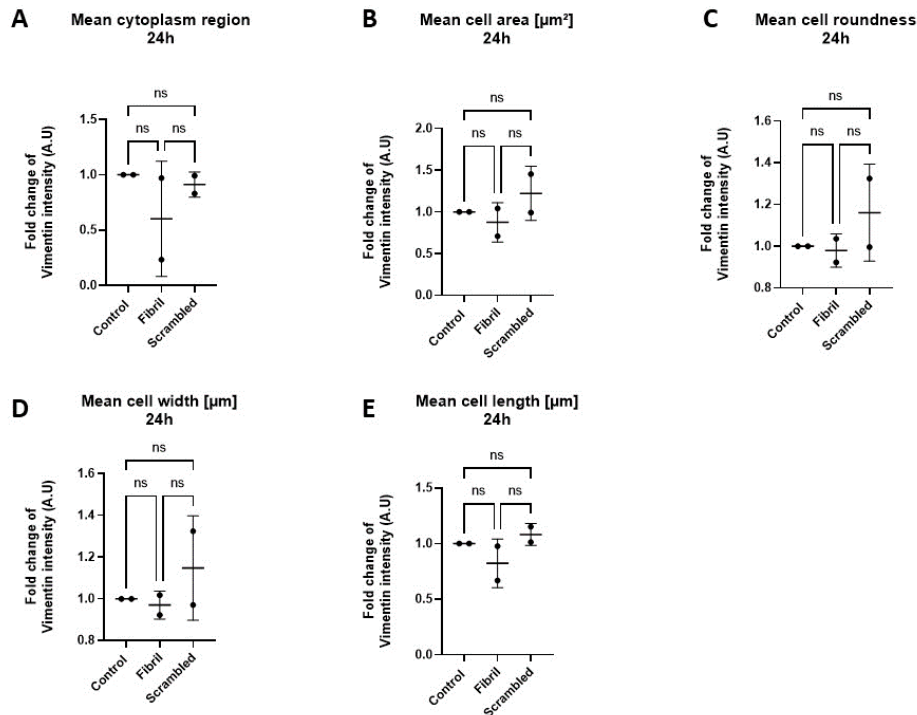 A
Mean cytoplasm region
24h
ns
ns
ns
1.5
1.0
0.5
0.0
Fold change of
Vimentin intensity (A.U)
Control
Fibril
Scrambled
B
Mean cell area [µm²]
24h
ns
ns
ns
2.0
1.5
1.0
0.5
0.0
Fold change of
Vimentin intensity (A.U)
Control
Fibril
Scrambled
C
Mean cell roundness
24h
ns
ns
ns
1.6
1.4
1.2
1.0
0.8
Fold change of
Vimentin intensity (A.U)
Control
Fibril
Scrambled
D
Mean cell width [µm]
24h
ns
ns
ns
1.6
1.4
1.2
1.0
0.8
Fold change of
Vimentin intensity (A.U)
Control
Fibril
Scrambled
E
Mean cell length [µm]
24h
ns
ns
ns
1.5
1.0
0.5
0.0
Fold change of
Vimentin intensity (A.U)
Control
Fibril
Scrambled